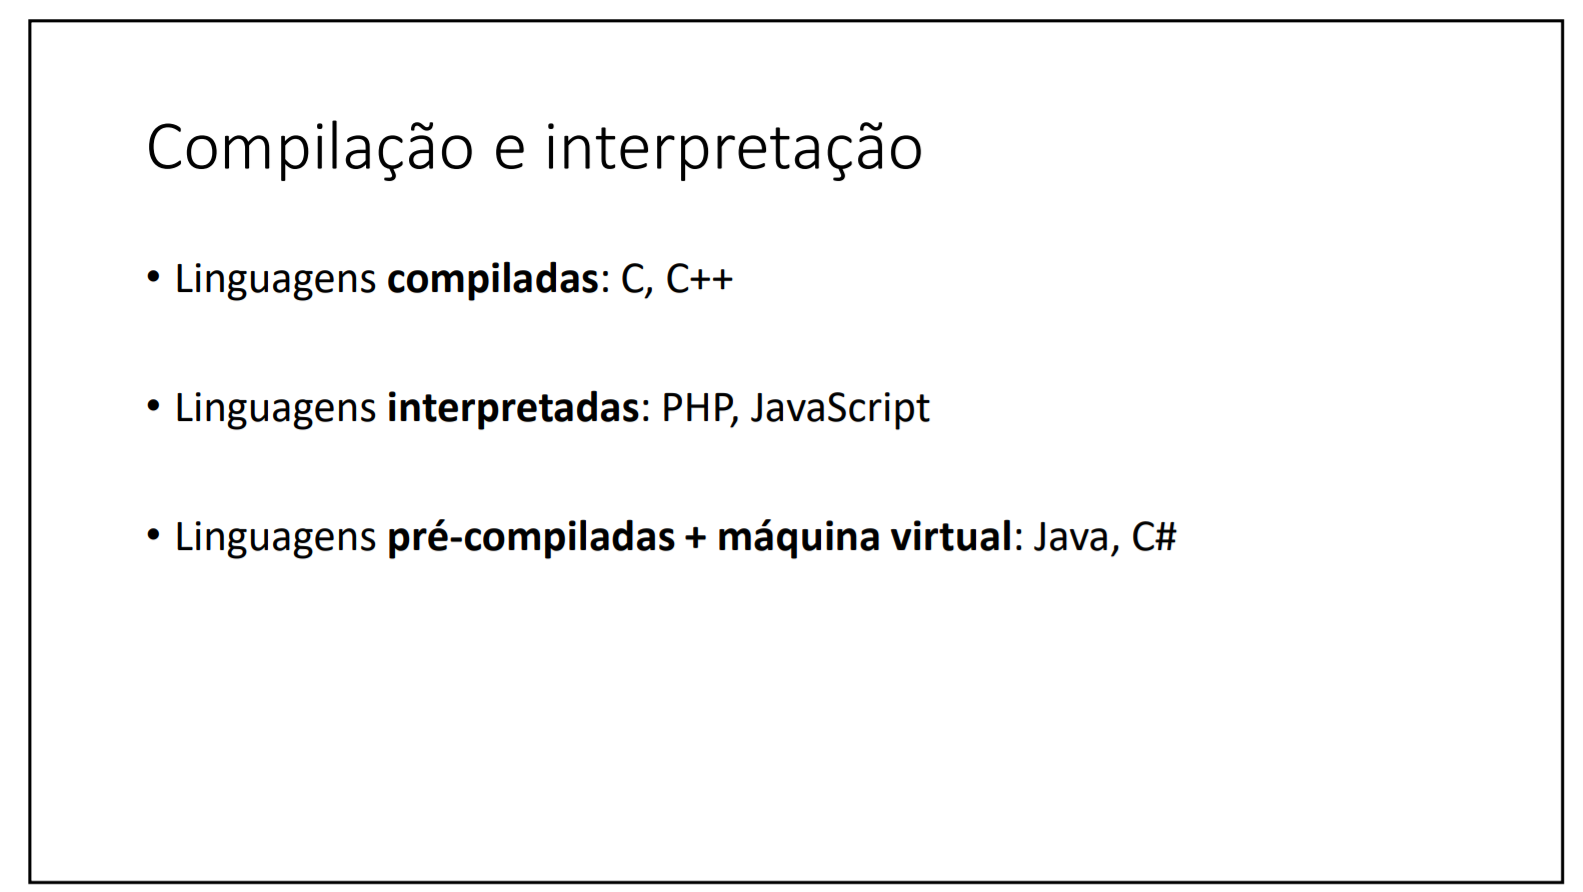 Compilação e interpretação
• Linguagens compiladas: C, C++
• Linguagens interpretadas: PHP, JavaScript
• Linguagens pré-compiladas + máquina virtual: Java, C#